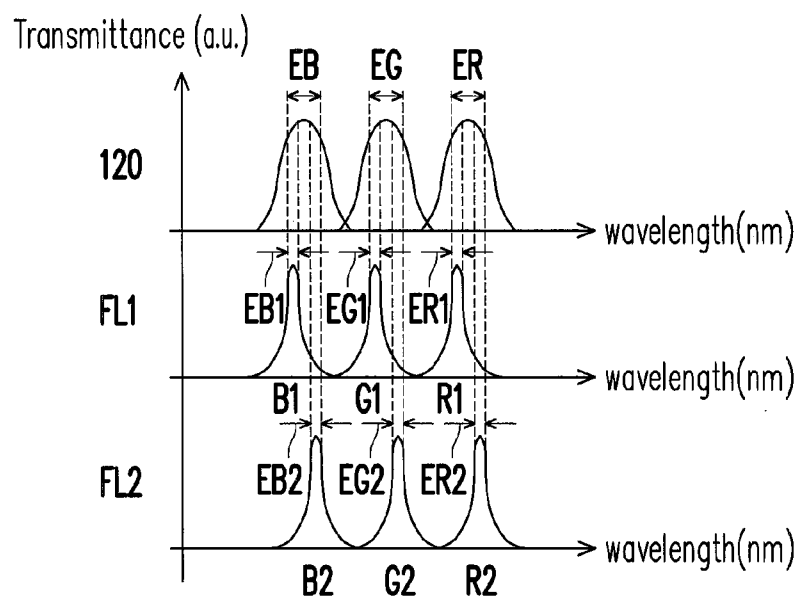 Transmittance (a.u.)
EB EG ER
120
wavelength(nm)
EB1 EG1 ER1
FL1
wavelength(nm)
B1 G1 R1
EB2 EG2 ER2
FL2
wavelength(nm)
B2 G2 R2